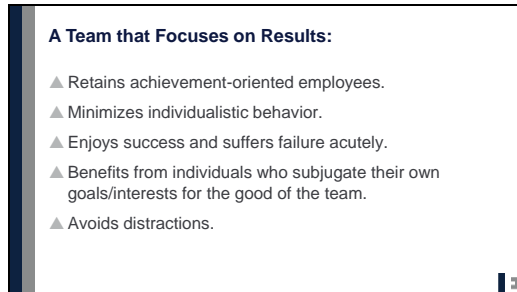 A Team that Focuses on Results:
Retains achievement-oriented employees.
Minimizes individualistic behavior.
Enjoys success and suffers failure acutely.
Benefits from individuals who subjugate their own
goals/interests for the good of the team.
Avoids distractions.